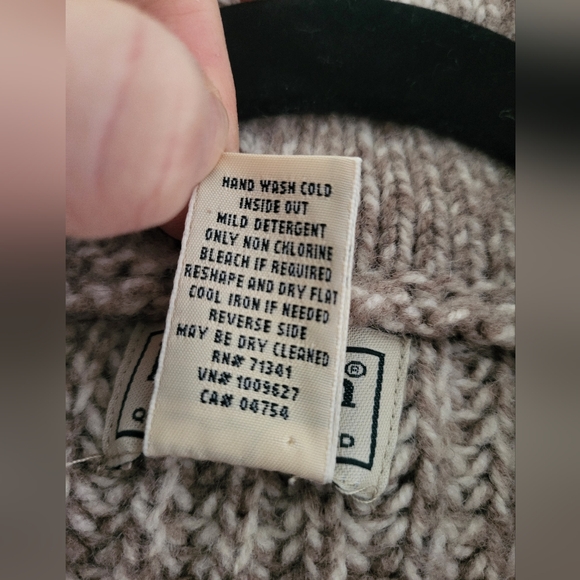 HAND WASH COLD
INSIDE OUT
MILD DETERGENT
ONLY NON CHLORINE
BLEACH IF REQUIRED
RESHAPE AND DRY FLAT
COOL IRON IF NEEDED
REVERSE SIDE
MAY BE DRY CLEANED
RN# 71341
VN# 1009627
CA# 04754